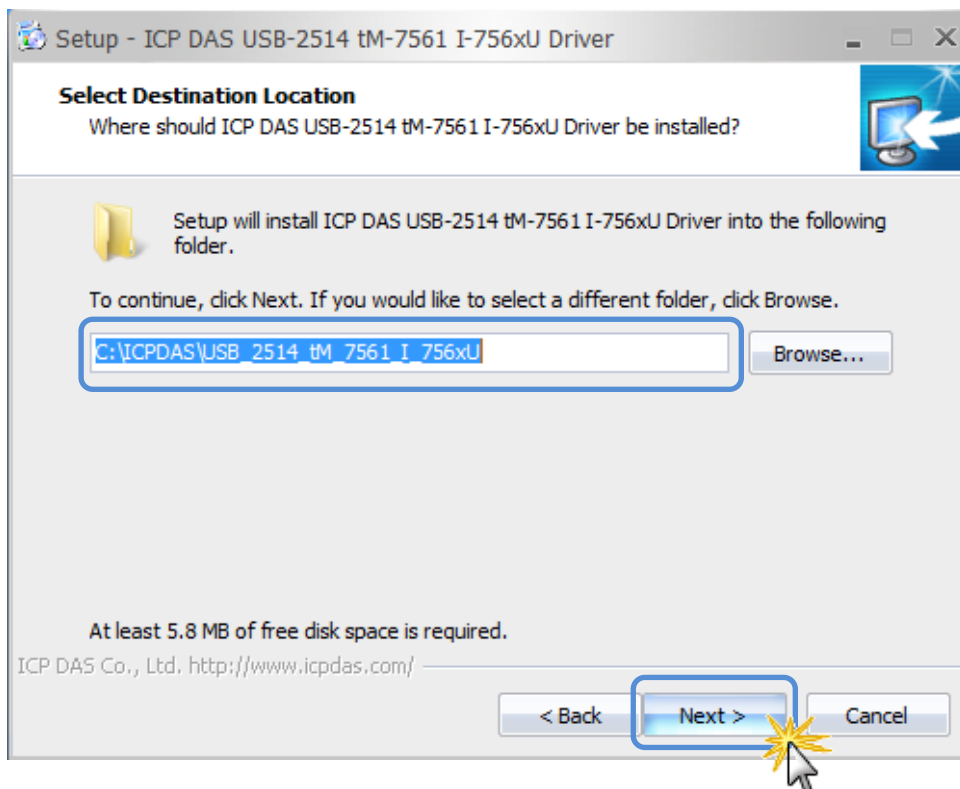 Setup - ICP DAS USB-2514 tM-7561 I-756xU Driver
Select Destination Location
Where should ICP DAS USB-2514 tM-7561 I-756xU Driver be installed?
Setup will install ICP DAS USB-2514 tM-7561 I-756xU Driver into the following
folder.
To continue, click Next. If you would like to select a different folder, click Browse.
C:\ICPDAS\USB_2514_tM_7561_I_756xU
Browse...
At least 5.8 MB of free disk space is required.
ICP DAS Co., Ltd. http://www.icpdas.com/
< Back
Next >
Cancel